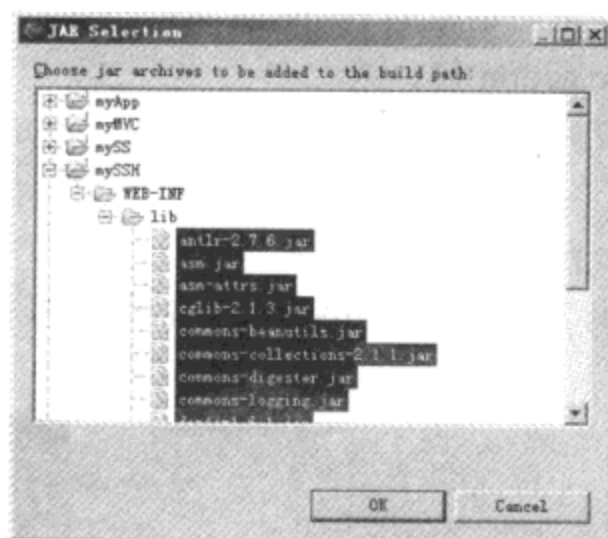 JAR Selection
Choose jar archives to be added to the build path:
myApp
myMVC
mySS
mySSH
WEB-INF
lib
antlr-2.7.6.jar
asm.jar
asm-attrs.jar
cglib-2.1.3.jar
commons-beanutils.jar
commons-collections-2.1.1.jar
commons-digester.jar
commons-logging.jar
OK
Cancel